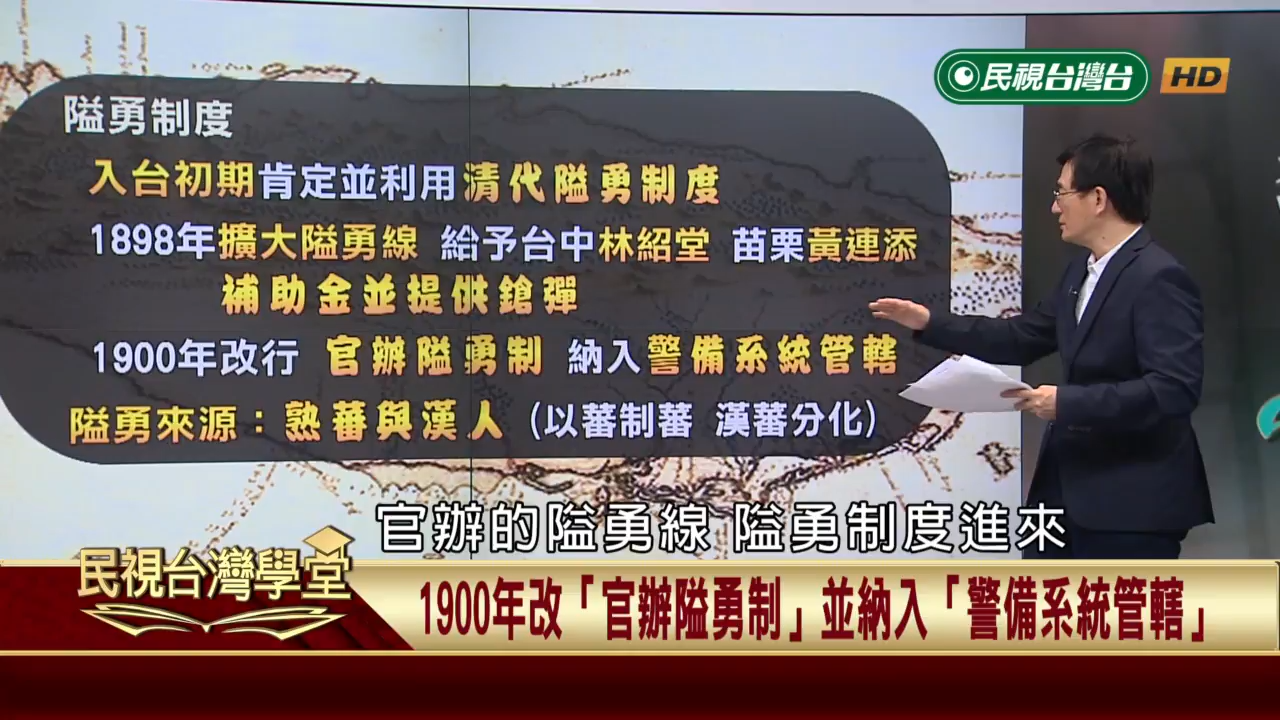 民視台灣台 HD
隘勇制度
入台初期肯定並利用清代隘勇制度
1898年擴大隘勇線 給予台中林紹堂 苗栗黃連添
補助金並提供鎗彈
1900年改行 官辦隘勇制 納入警備系統管轄
隘勇來源：熟蕃與漢人（以蕃制蕃 漢蕃分化）
官辦的隘勇線 隘勇制度進來
民視台灣學堂
1900年改「官辦隘勇制」並納入「警備系統管轄」